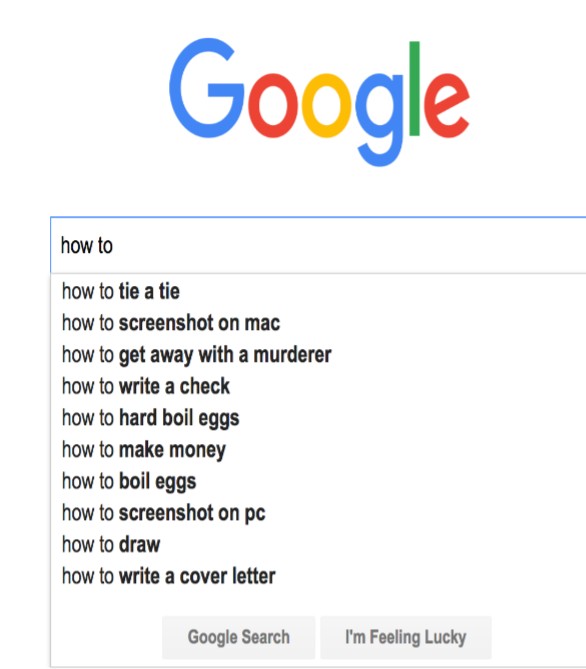 Google
how to
how to tie a tie
how to screenshot on mac
how to get away with a murderer
how to write a check
how to hard boil eggs
how to make money
how to boil eggs
how to screenshot on pc
how to draw
how to write a cover letter
Google Search I'm Feeling Lucky